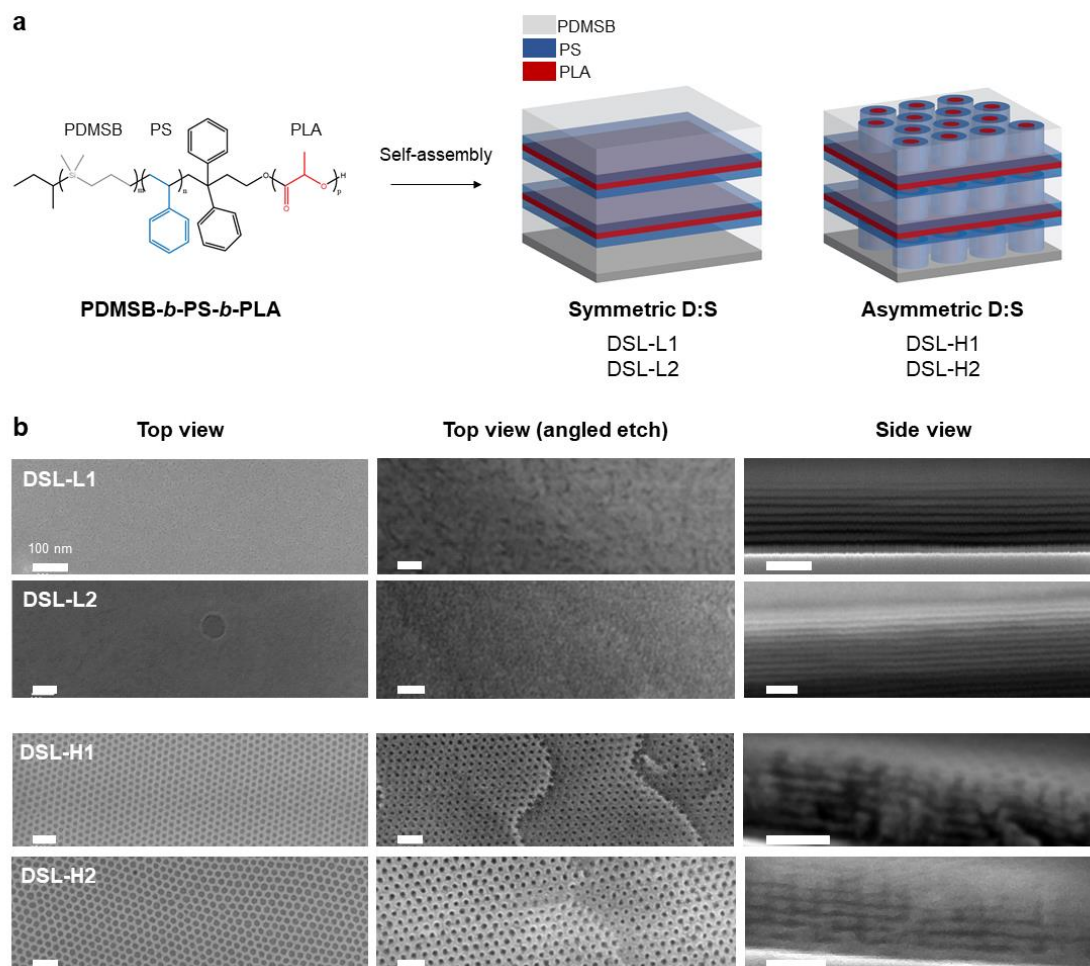 a
PDMSB
PS
PLA
PDMSB PS PLA
Si
m
n
O
O
O
H
p
Self-assembly
PDMSB-b-PS-b-PLA
Symmetric D:S
DSL-L1
DSL-L2
Asymmetric D:S
DSL-H1
DSL-H2
b
Top view
Top view (angled etch)
Side view
DSL-L1
100 nm
DSL-L2
DSL-H1
DSL-H2